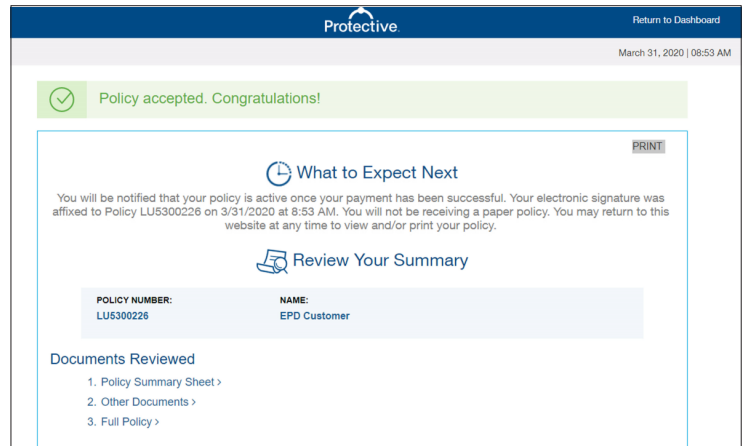 Protective.
Return to Dashboard
March 31, 2020 | 08:53 AM
Policy accepted. Congratulations!
PRINT
What to Expect Next
You will be notified that your policy is active once your payment has been successful. Your electronic signature was
affixed to Policy LU5300226 on 3/31/2020 at 8:53 AM. You will not be receiving a paper policy. You may return to this
website at any time to view and/or print your policy.
Review Your Summary
POLICY NUMBER: NAME:
LU5300226 EPD Customer
Documents Reviewed
1. Policy Summary Sheet >
2. Other Documents >
3. Full Policy >